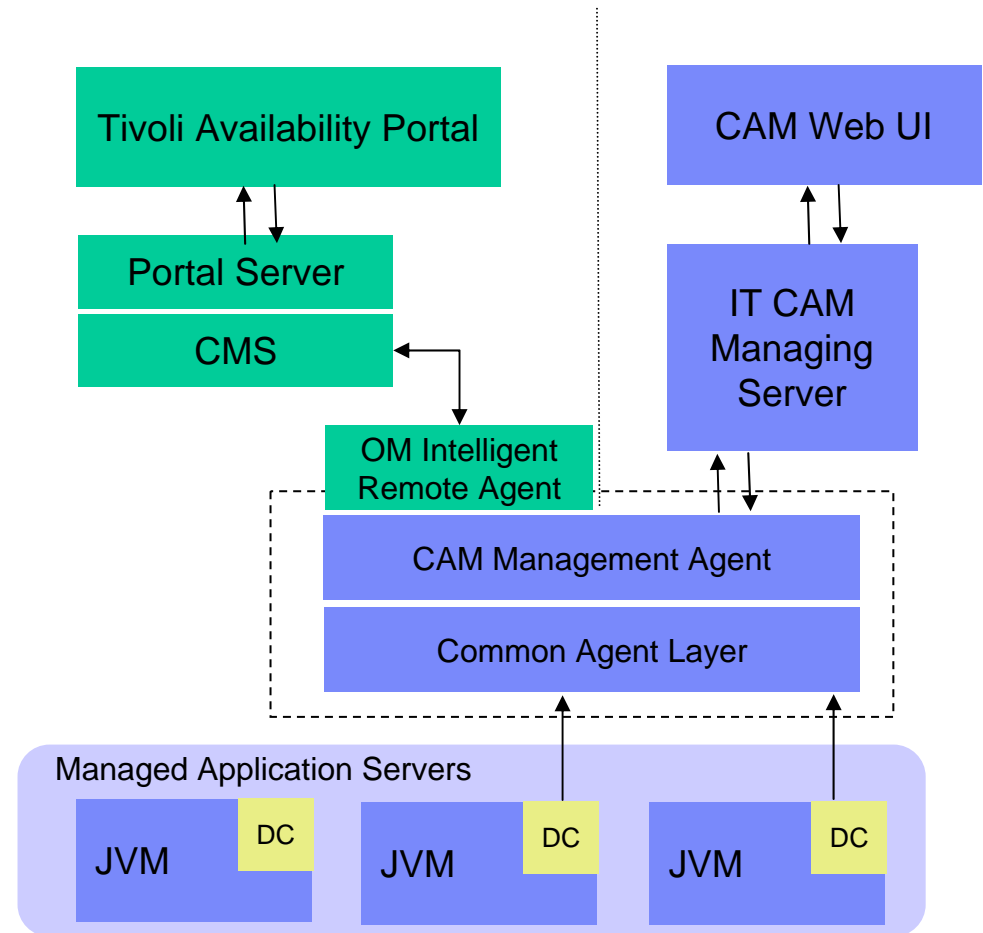 Tivoli Availability Portal
CAM Web UI
Portal Server
CMS
IT CAM
Managing
Server
OM Intelligent
Remote Agent
CAM Management Agent
Common Agent Layer
Managed Application Servers
JVM
DC
JVM
DC
JVM
DC